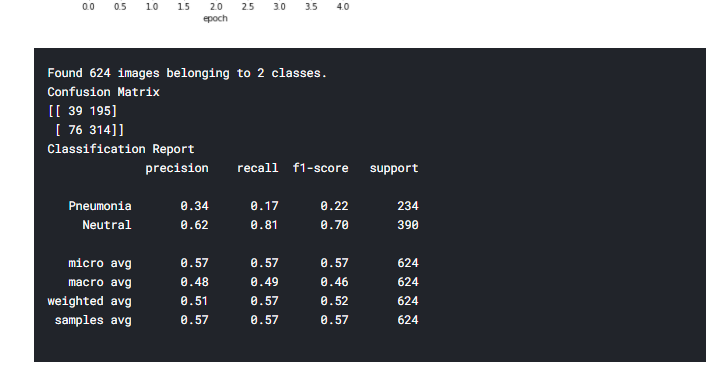 0.0 0.5 1.0 1.5 2.0 2.5 3.0 3.5 4.0
epoch
Found 624 images belonging to 2 classes.
Confusion Matrix
[[ 39 195]
[ 76 314]]
Classification Report
precision recall f1-score support
Pneumonia 0.34 0.17 0.22 234
Neutral 0.62 0.81 0.70 390
micro avg 0.57 0.57 0.57 624
macro avg 0.48 0.49 0.46 624
weighted avg 0.51 0.57 0.52 624
samples avg 0.57 0.57 0.57 624